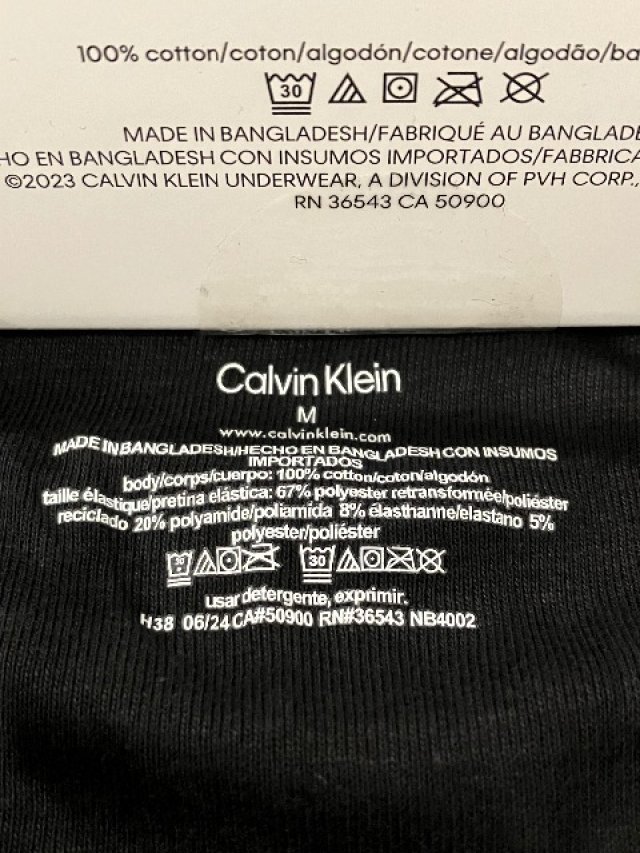 100% cotton/coton/algodón/cotone/algodão/ba
30
MADE IN BANGLADESH/FABRIQUÉ AU BANGLADE
HO EN BANGLADESH CON INSUMOS IMPORTADOS/FABBRICA
©2023 CALVIN KLEIN UNDERWEAR, A DIVISION OF PVH CORP.,
RN 36543 CA 50900
Calvin Klein
M
www.calvinklein.com
MADE IN BANGLADESH/HECHO EN BANGLADESH CON INSUMOS
IMPORTADOS
body/corps/cuerpo: 100% cotton/coton/algodón
taille élastique/pretina elástica: 67% polyester retransformée/poliéster
reciclado 20% polyamide/poliamida 8% élasthanne/elastano 5%
polyester/poliéster
30 30
usar detergente, exprimir.
H38 06/24 CA#50900 RN#36543 NB4002